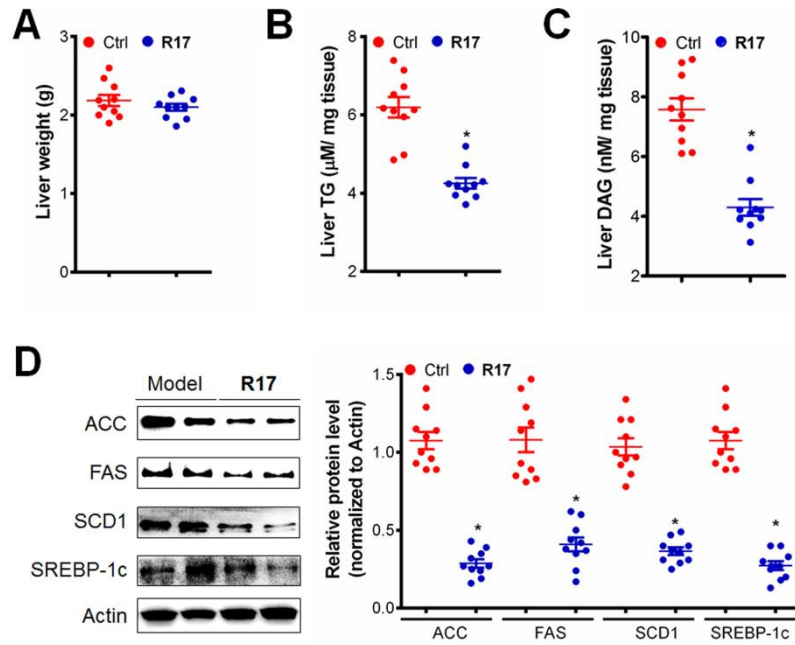 A
Ctrl R17
Liver weight (g)
3
2
1
0
B
Ctrl R17
Liver TG (μM/ mg tissue)
8
6
4
2
*
C
Ctrl R17
Liver DAG (nM/ mg tissue)
10
8
6
4
2
*
D
Model R17
ACC
FAS
SCD1
SREBP-1c
Actin
Ctrl R17
Relative protein level
(normalized to Actin)
1.5
1.0
0.5
0.0
* * * *
ACC FAS SCD1 SREBP-1c